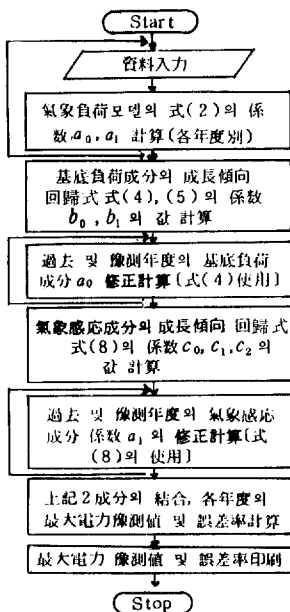 Start
資料入力
氣象負荷モ델의 式(2)의 係
數 a₀, a₁ 計算(各年度別)
基底負荷成分의 成長傾向
回歸式 式(4), (5)의 係數
b₀, b₁의 값 計算
過去 및 豫測年度의 基底負荷
成分 a₀ 修正計算〔式(4)使用〕
氣象感応成分의 成長傾向 回歸式
式(8)의 係數 c₀, c₁, c₂ 의
값 計算
過去 및 豫測年度의 氣象感応
成分 係數 a₁의 修正計算〔式
(8)의 使用〕
上記 2成分의 結合, 各年度의
最大電力豫測値 및 誤差率計算
最大電力 豫測値 및 誤差率印刷
Stop